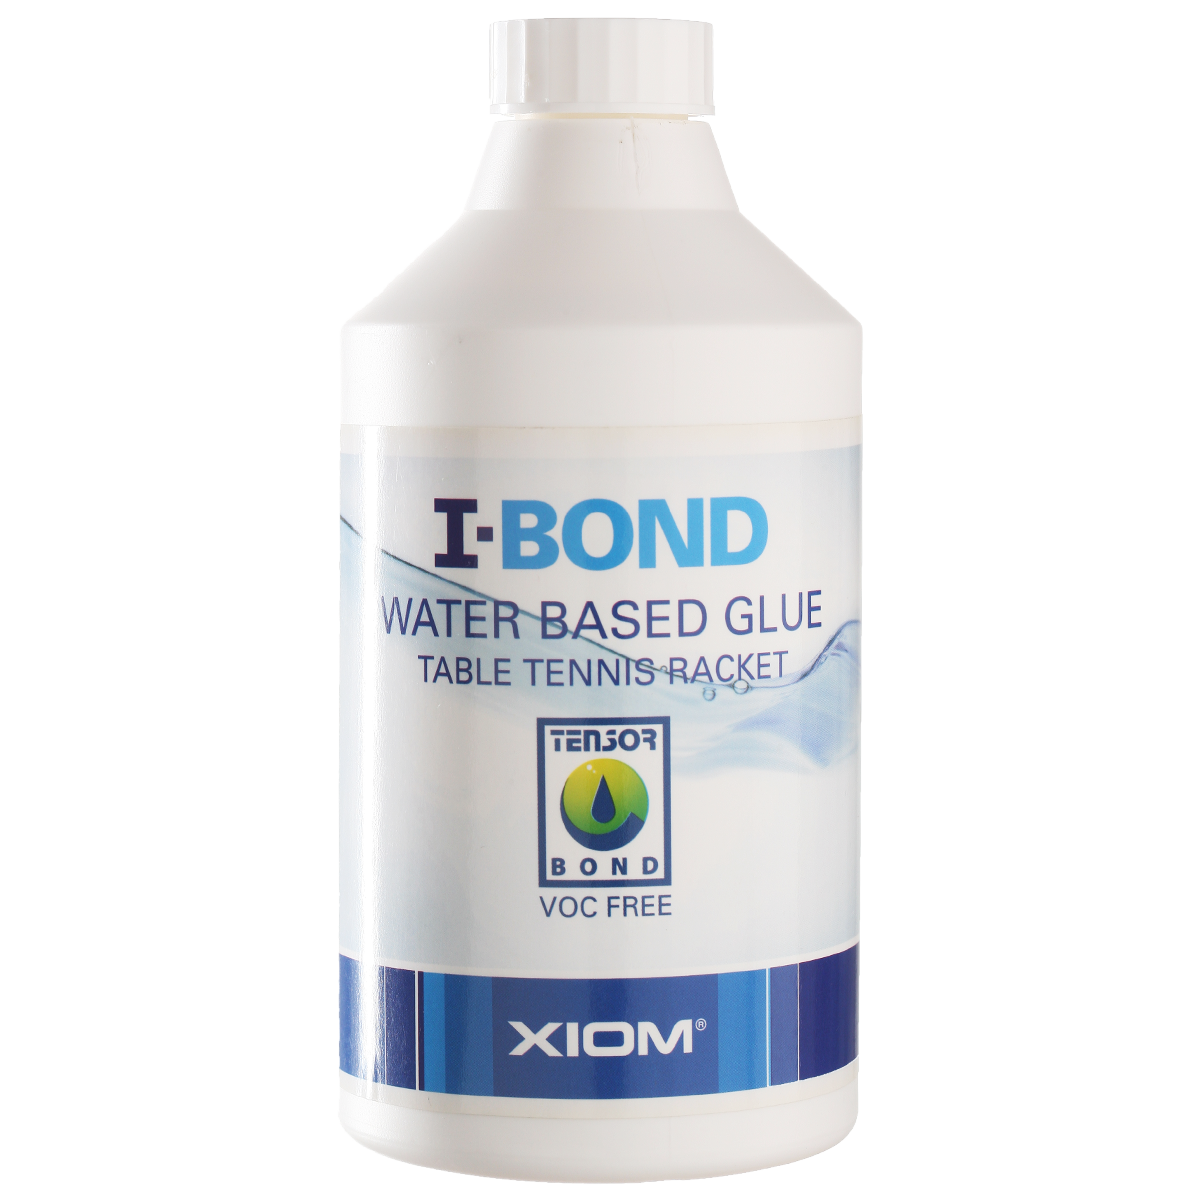 I-BOND
WATER BASED GLUE
TABLE TENNIS RACKET
TENSOR
BOND
VOC FREE
XIOM®